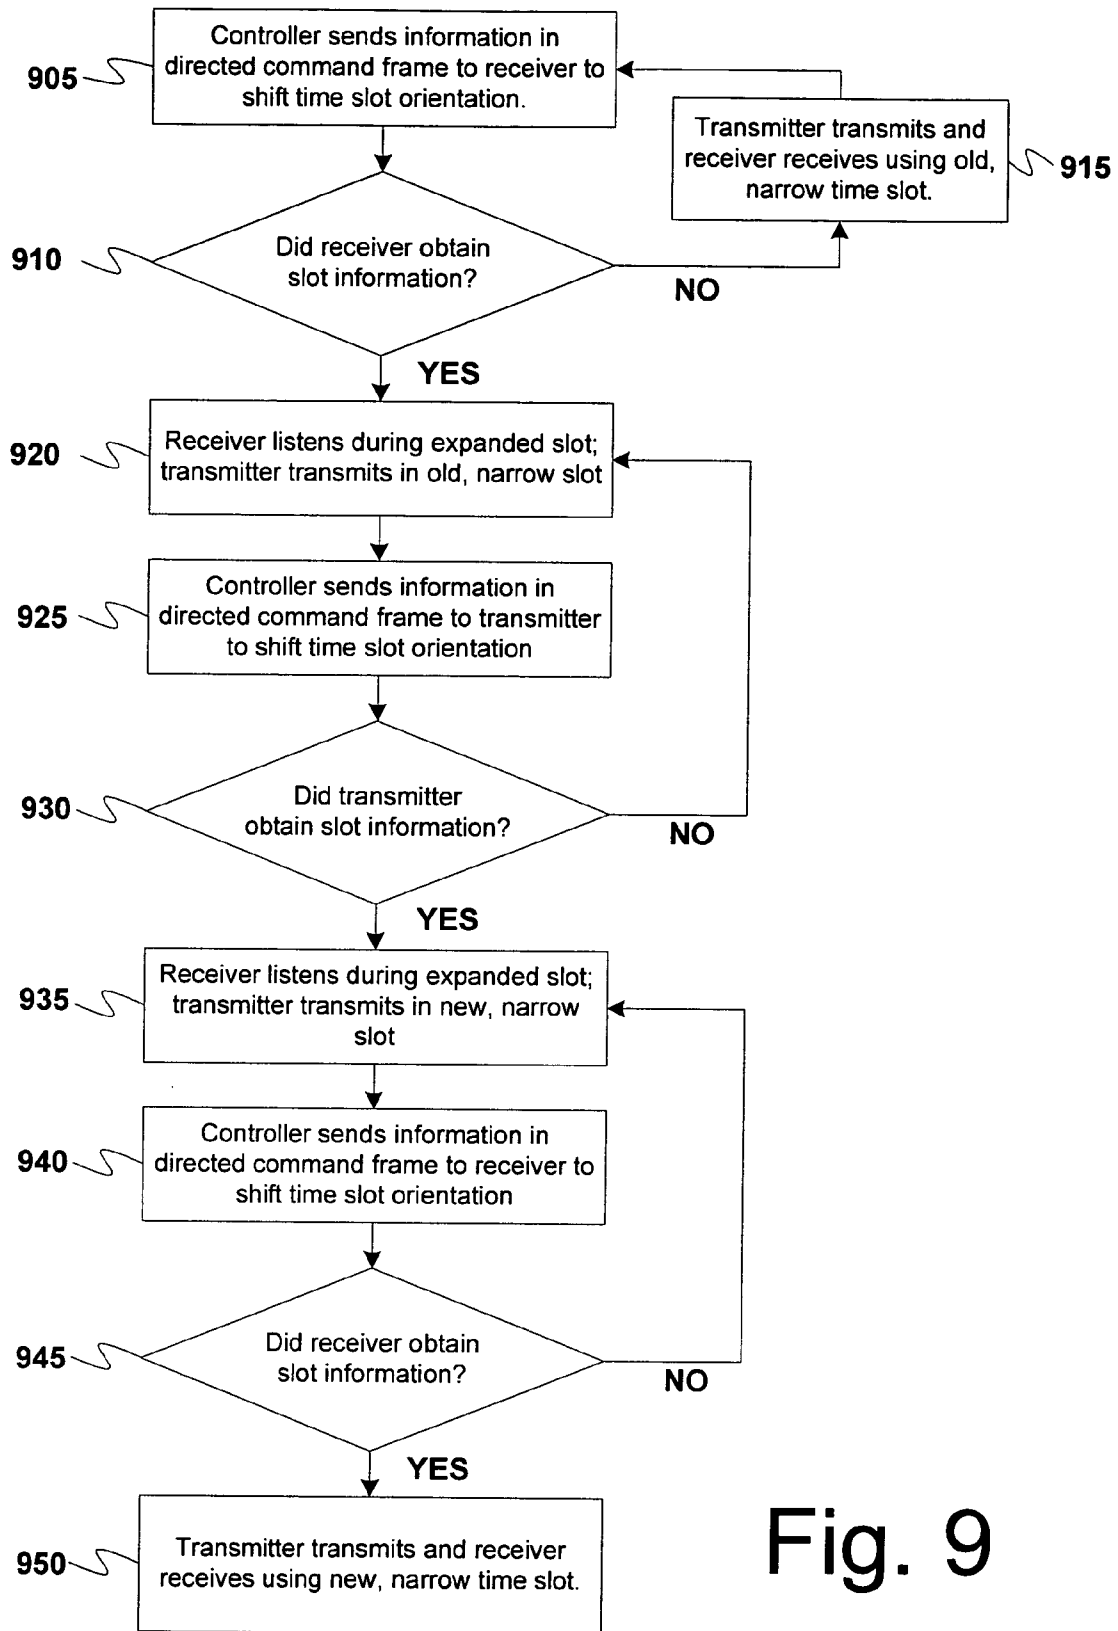 Controller sends information in
directed command frame to receiver to
shift time slot orientation.
905
Transmitter transmits and
receiver receives using old,
narrow time slot.
915
Did receiver obtain
slot information?
910
NO
YES
Receiver listens during expanded slot;
transmitter transmits in old, narrow slot
920
Controller sends information in
directed command frame to transmitter
to shift time slot orientation
925
Did transmitter
obtain slot information?
930
NO
YES
Receiver listens during expanded slot;
transmitter transmits in new, narrow
slot
935
Controller sends information in
directed command frame to receiver to
shift time slot orientation
940
Did receiver obtain
slot information?
945
NO
YES
Transmitter transmits and receiver
receives using new, narrow time slot.
950
Fig. 9